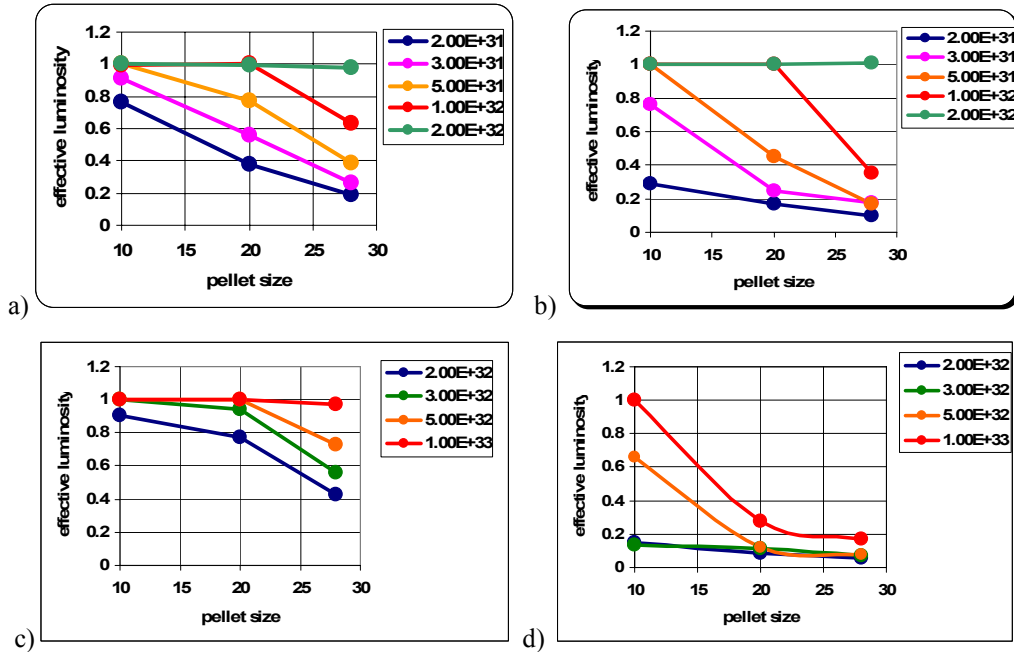 1.2
1
0.8
0.6
0.4
0.2
0
effective luminosity
10
15
20
25
30
pellet size
2.00E+31
3.00E+31
5.00E+31
1.00E+32
2.00E+32
a)
1.2
1
0.8
0.6
0.4
0.2
0
effective luminosity
10
15
20
25
30
pellet size
2.00E+31
3.00E+31
5.00E+31
1.00E+32
2.00E+32
b)
1.2
1
0.8
0.6
0.4
0.2
0
effective luminosity
10
15
20
25
30
pellet size
2.00E+32
3.00E+32
5.00E+32
1.00E+33
c)
1.2
1
0.8
0.6
0.4
0.2
0
effective luminosity
10
15
20
25
30
pellet size
2.00E+32
3.00E+32
5.00E+32
1.00E+33
d)